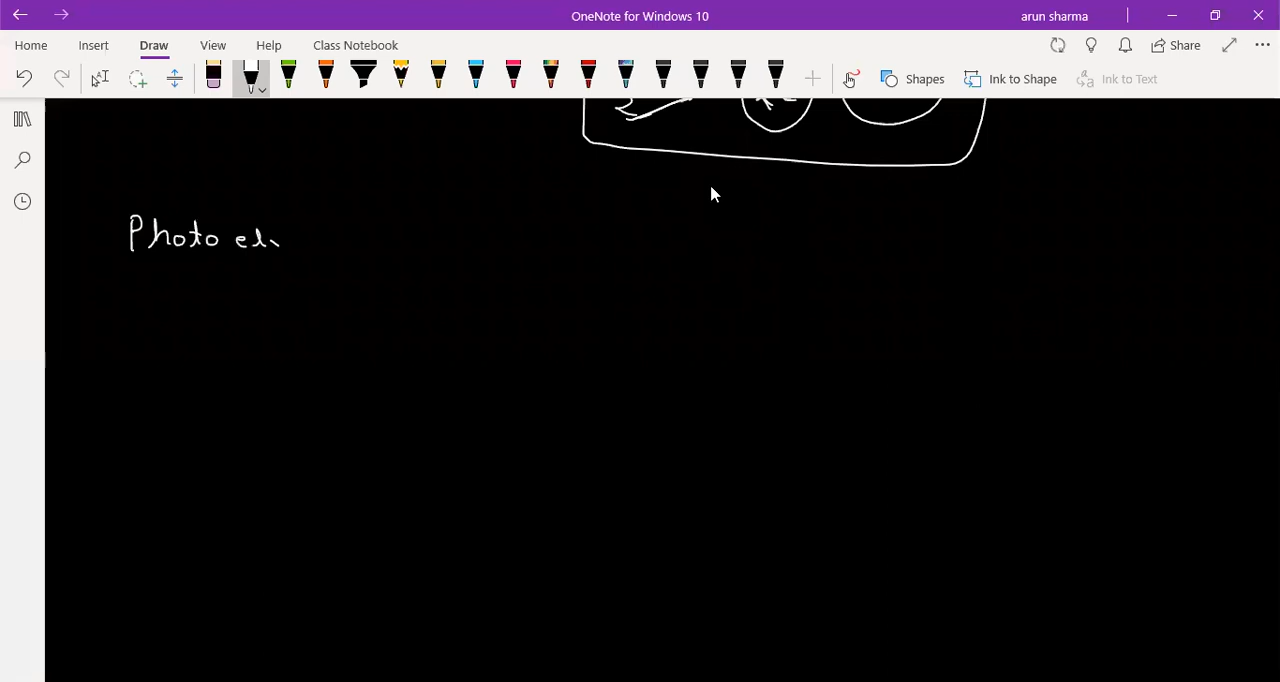 OneNote for Windows 10
arun sharma
Home Insert Draw View Help Class Notebook
Share
Shapes Ink to Shape Ink to Text
Photo el